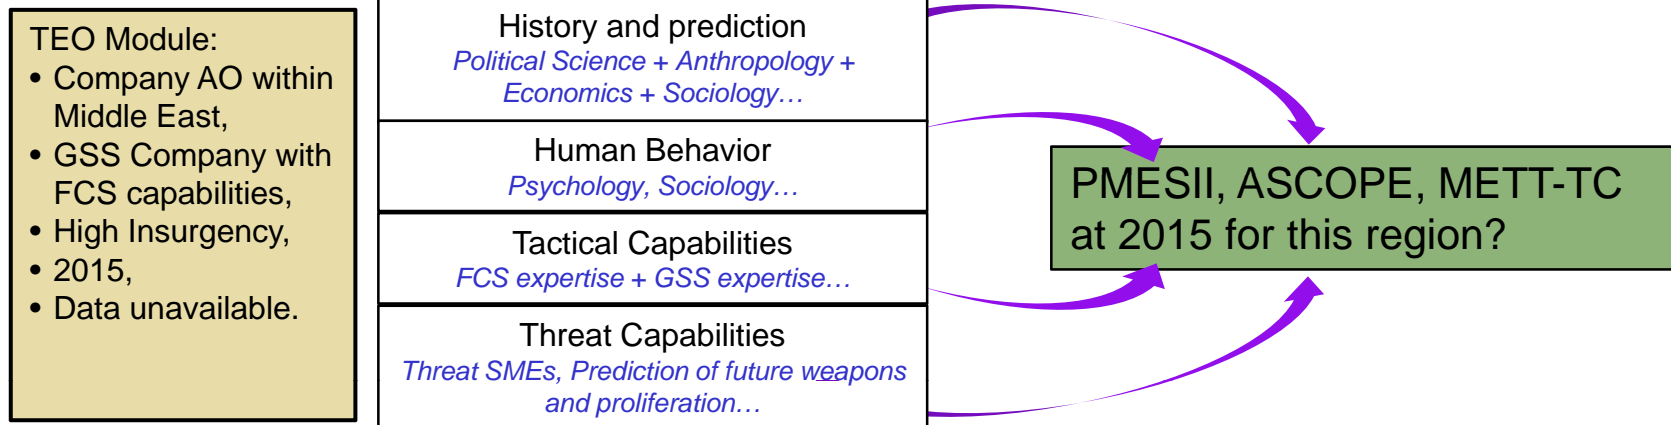 TEO Module:
• Company AO within
Middle East,
• GSS Company with
FCS capabilities,
• High Insurgency,
• 2015,
• Data unavailable.
History and prediction
Political Science + Anthropology +
Economics + Sociology…
Human Behavior
Psychology, Sociology…
Tactical Capabilities
FCS expertise + GSS expertise…
Threat Capabilities
Threat SMEs, Prediction of future weapons
and proliferation…
PMESII, ASCOPE, METT-TC
at 2015 for this region?